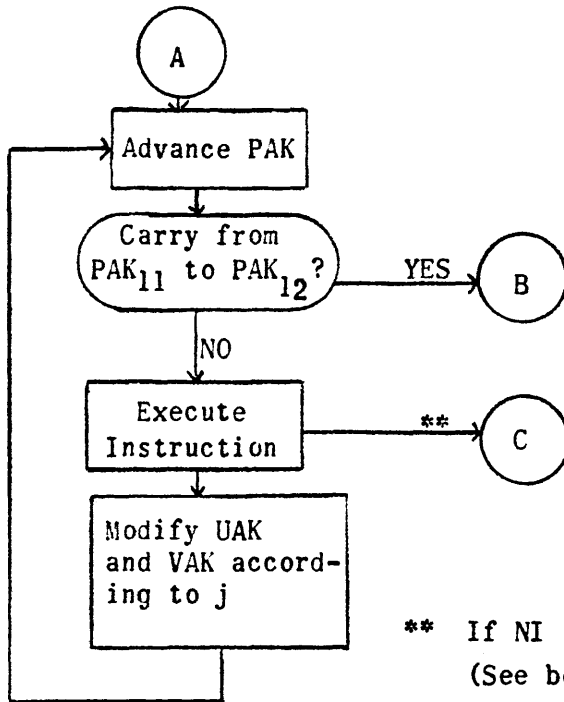 A
Advance PAK
Carry from
PAK11 to PAK12?
YES
B
NO
Execute
Instruction
**
C
Modify UAK
and VAK accord-
ing to j
** If NI
(See